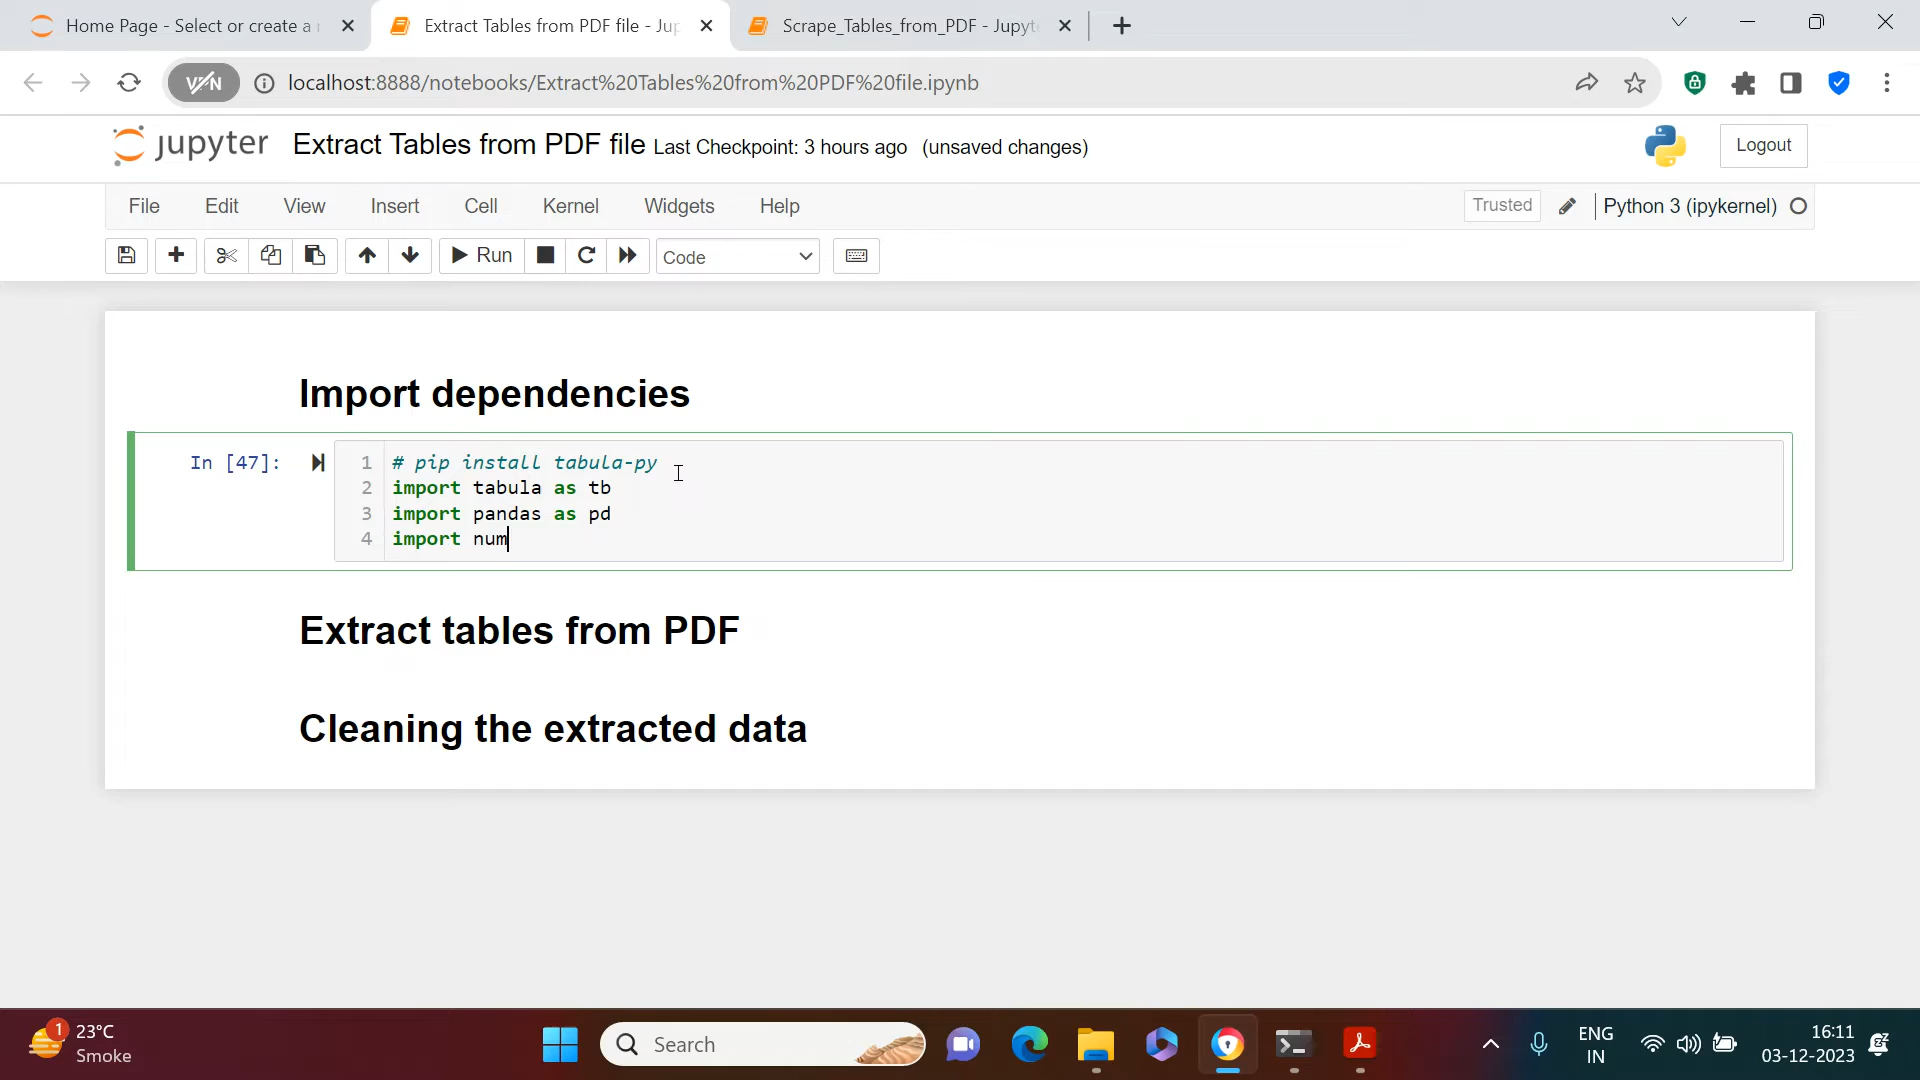 Home Page - Select or create a
Extract Tables from PDF file - Jup
Scrape_Tables_from_PDF - Jupyt
VPN
localhost:8888/notebooks/Extract%20Tables%20from%20PDF%20file.ipynb
jupyter Extract Tables from PDF file Last Checkpoint: 3 hours ago (unsaved changes)
Logout
File Edit View Insert Cell Kernel Widgets Help
Trusted
Python 3 (ipykernel)
Run
Code
Import dependencies
In [47]:
1 # pip install tabula-py
2 import tabula as tb
3 import pandas as pd
4 import num
Extract tables from PDF
Cleaning the extracted data
1
23°C
Smoke
Search
ENG
IN
16:11
03-12-2023